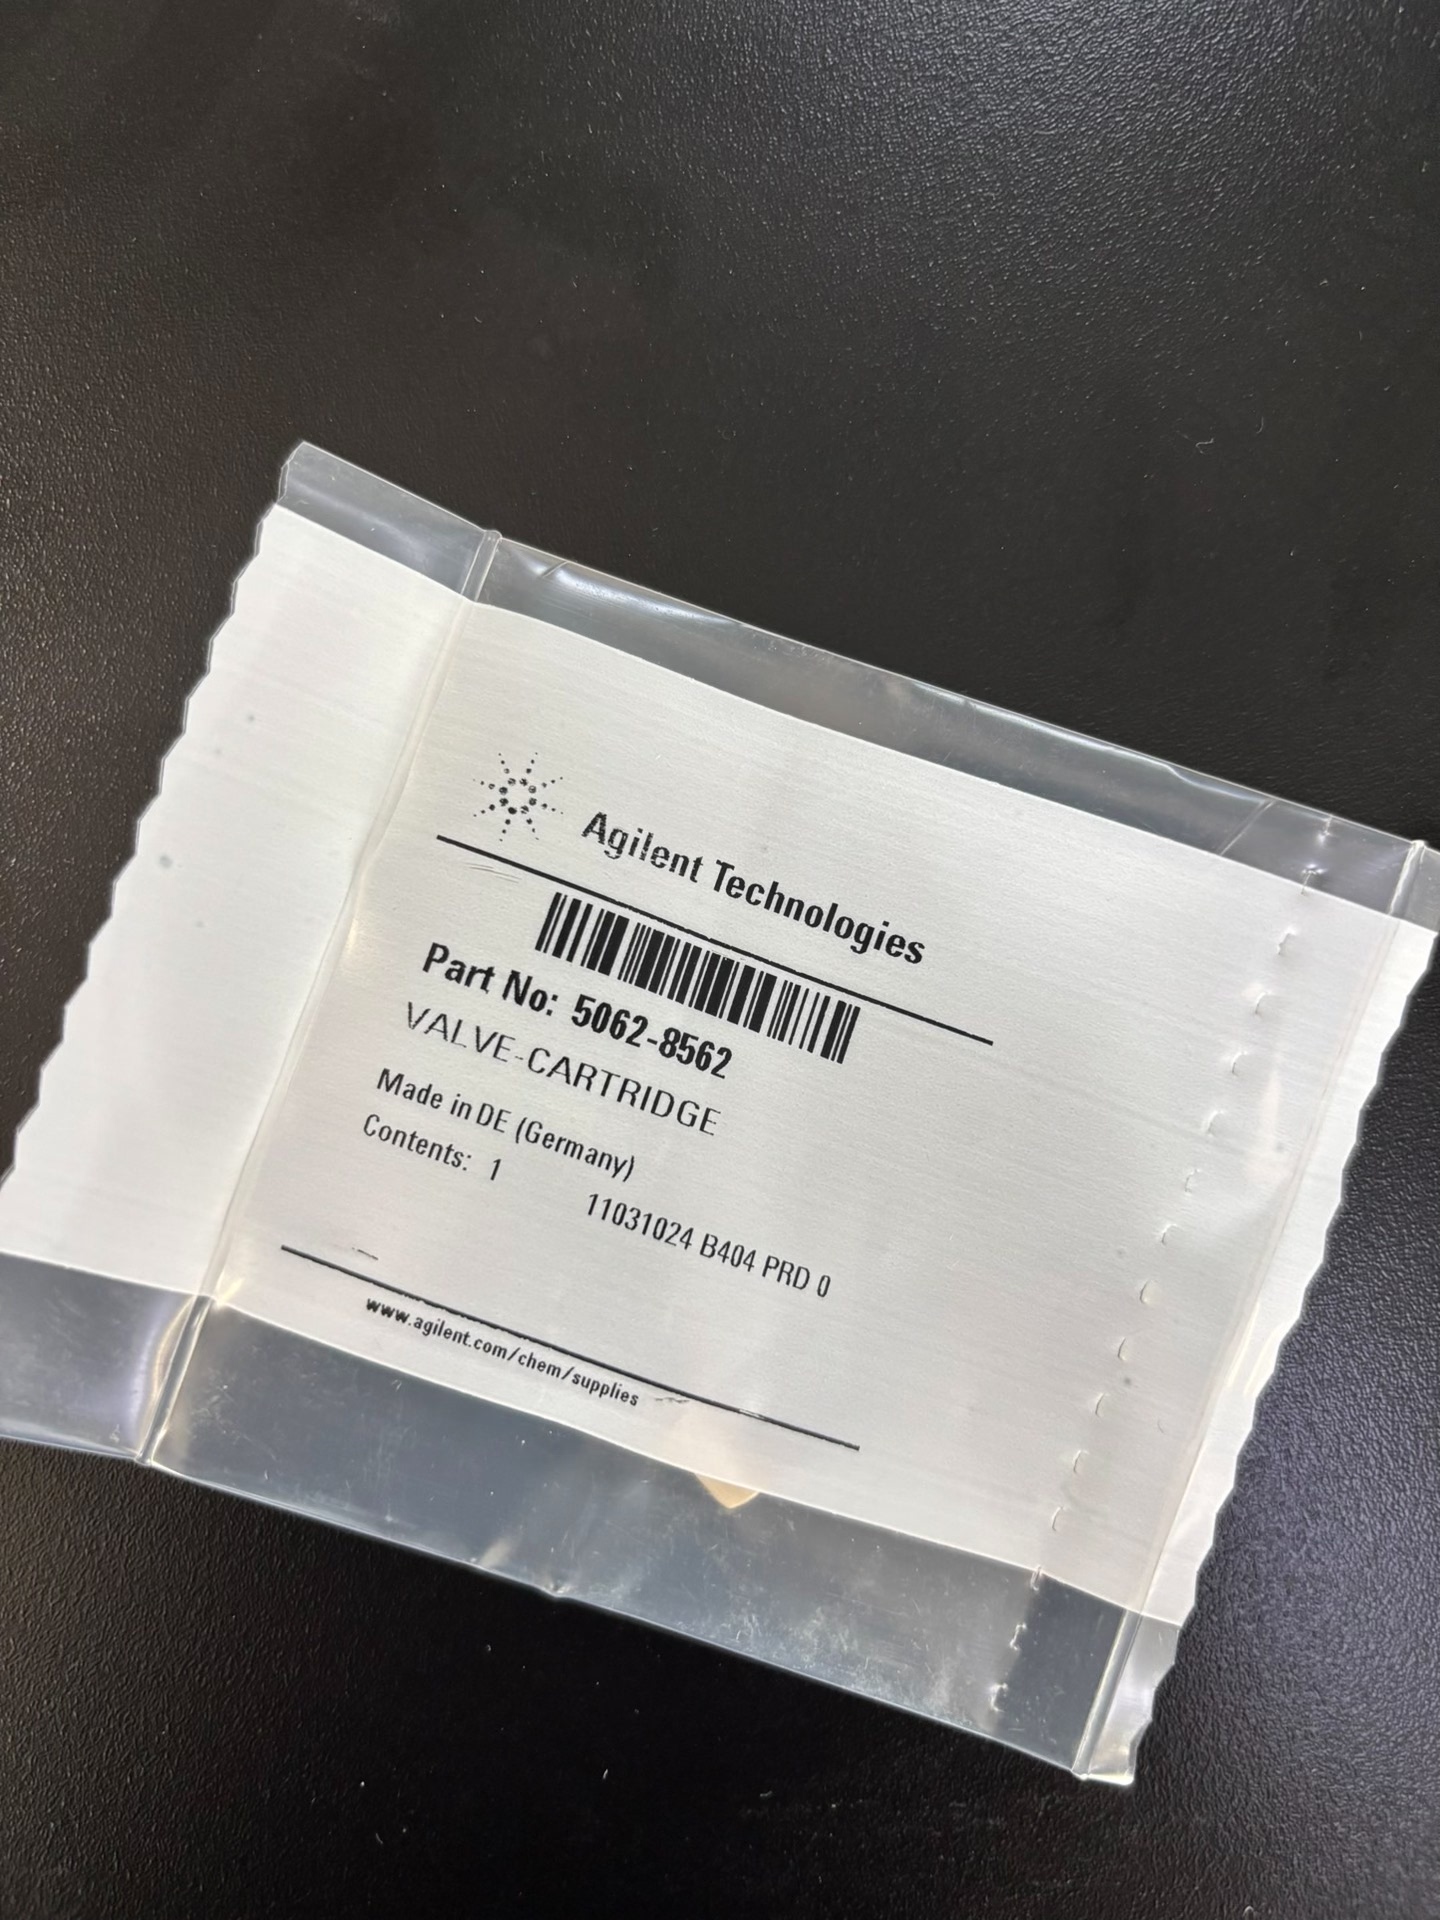 Agilent Technologies
Part No: 5062-8562
VALVE-CARTRIDGE
Made in DE (Germany)
Contents: 1
11031024 B404 PRD 0
www.agilent.com/chem/supplies